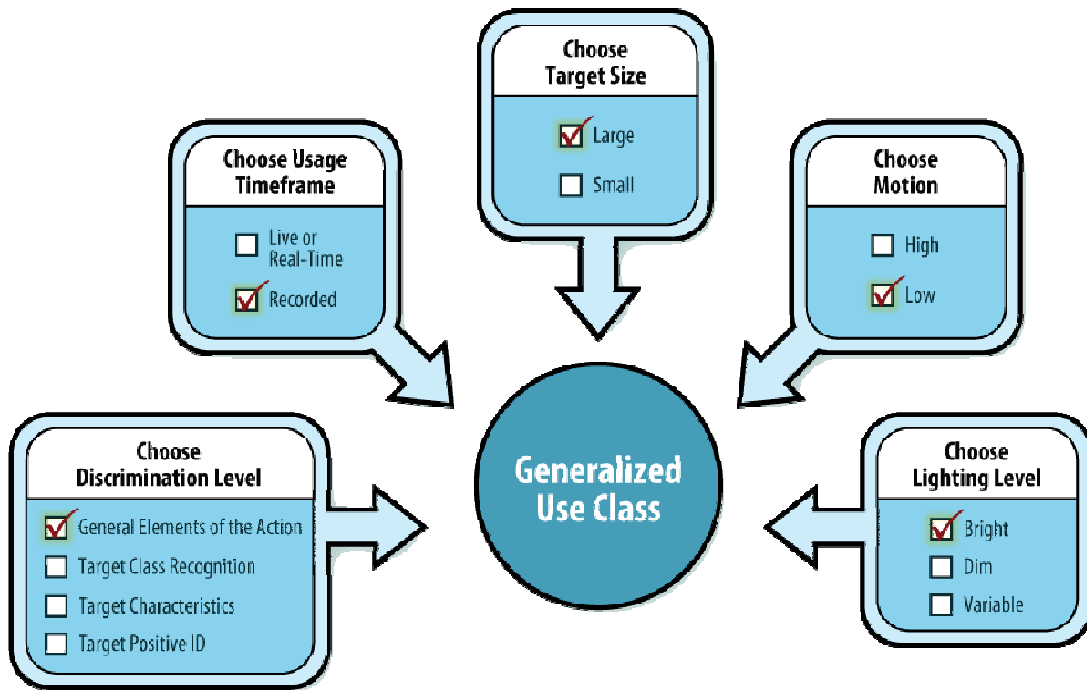 Choose
Target Size
Large
Small
Choose Usage
Timeframe
Live or
Real-Time
Recorded
Choose
Motion
High
Low
Choose
Discrimination Level
General Elements of the Action
Target Class Recognition
Target Characteristics
Target Positive ID
Generalized
Use Class
Choose
Lighting Level
Bright
Dim
Variable